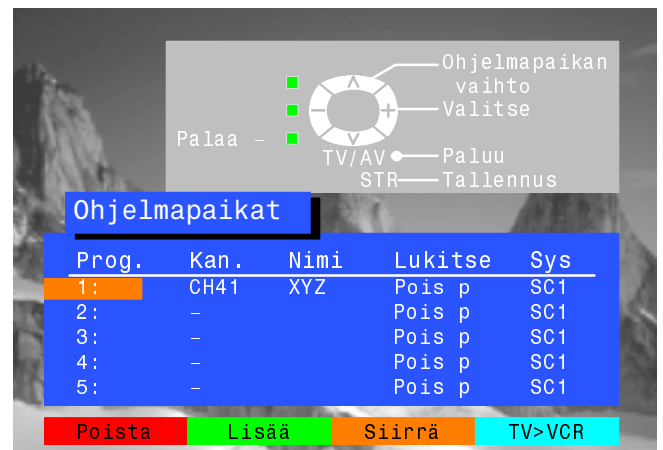 Ohjelmapaikan
vaihto
Valitse
Palaa –
TV/AV Paluu
STR Tallennus
Ohjelmapaikat
Prog. Kan. Nimi Lukitse Sys
1: CH41 XYZ Pois p SC1
2: – Pois p SC1
3: – Pois p SC1
4: – Pois p SC1
5: – Pois p SC1
Poista Lisää Siirrä TV>VCR